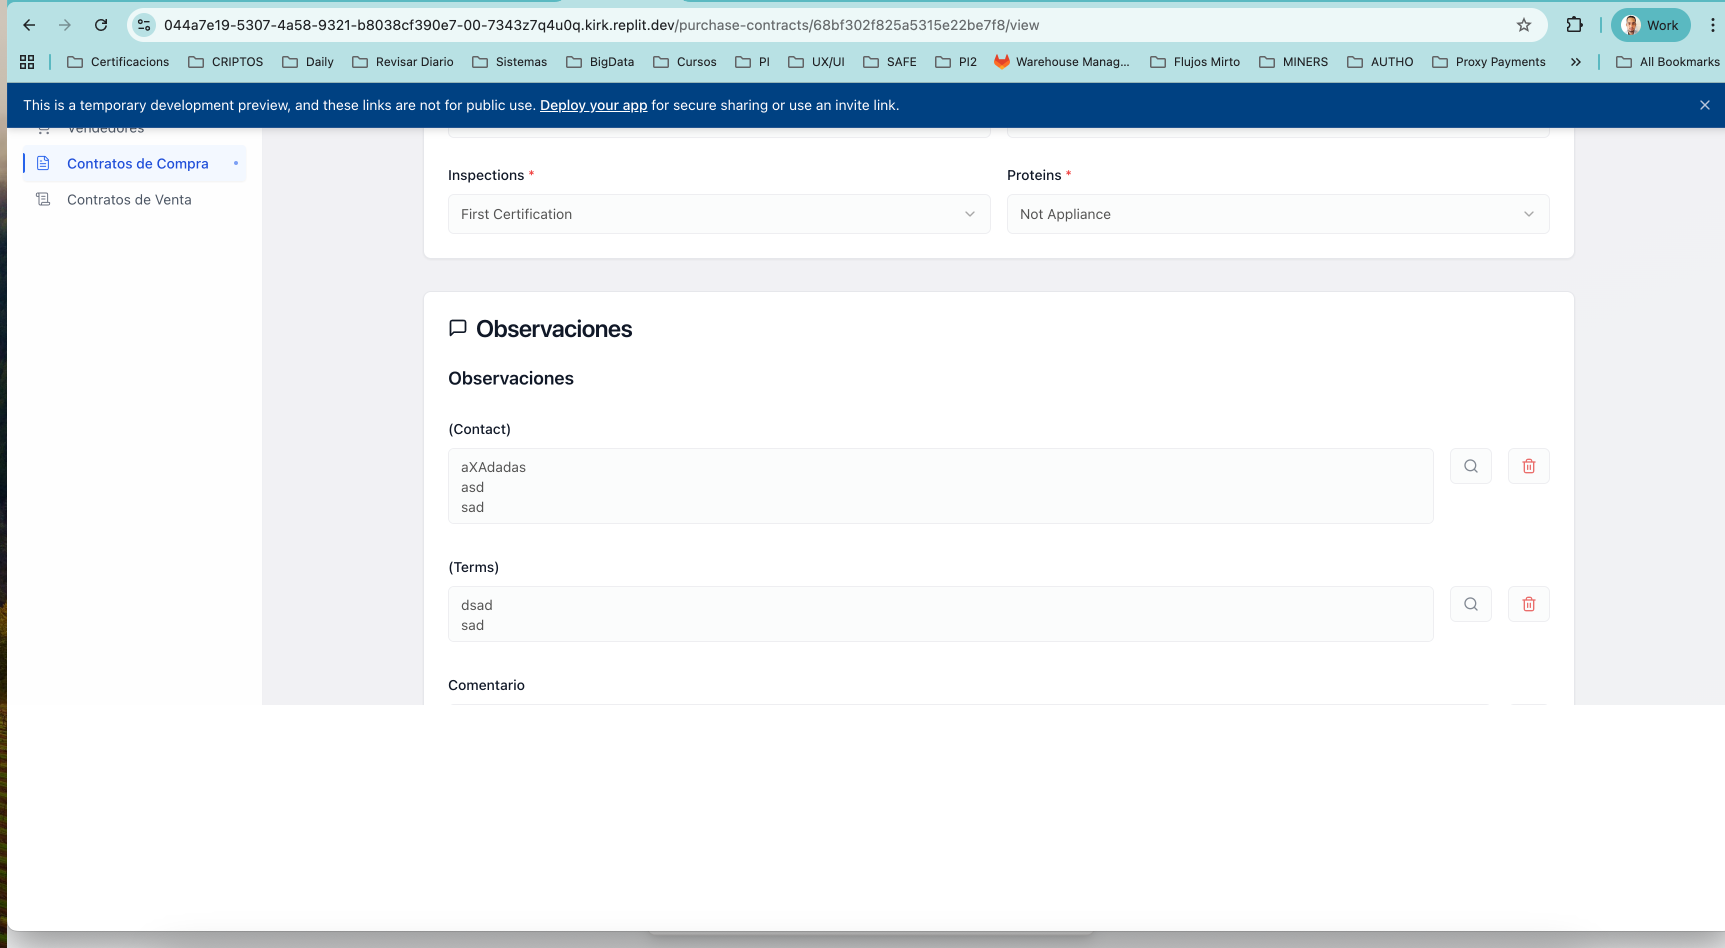 044a7e19-5307-4a58-9321-b8038cf390e7-00-7343z7q4u0q.kirk.replit.dev/purchase-contracts/68bf302f825a5315e22be7f8/view
Work
Certificacions
CRIPTOS
Daily
Revisar Diario
Sistemas
BigData
Cursos
PI
UX/UI
SAFE
PI2
Warehouse Manag...
Flujos Mirto
MINERS
AUTHO
Proxy Payments
All Bookmarks
This is a temporary development preview, and these links are not for public use. Deploy your app for secure sharing or use an invite link.
Vendedores
Contratos de Compra
Contratos de Venta
Inspections *
Proteins *
First Certification
Not Appliance
Observaciones
Observaciones
(Contact)
aXAdadas
asd
sad
(Terms)
dsad
sad
Comentario